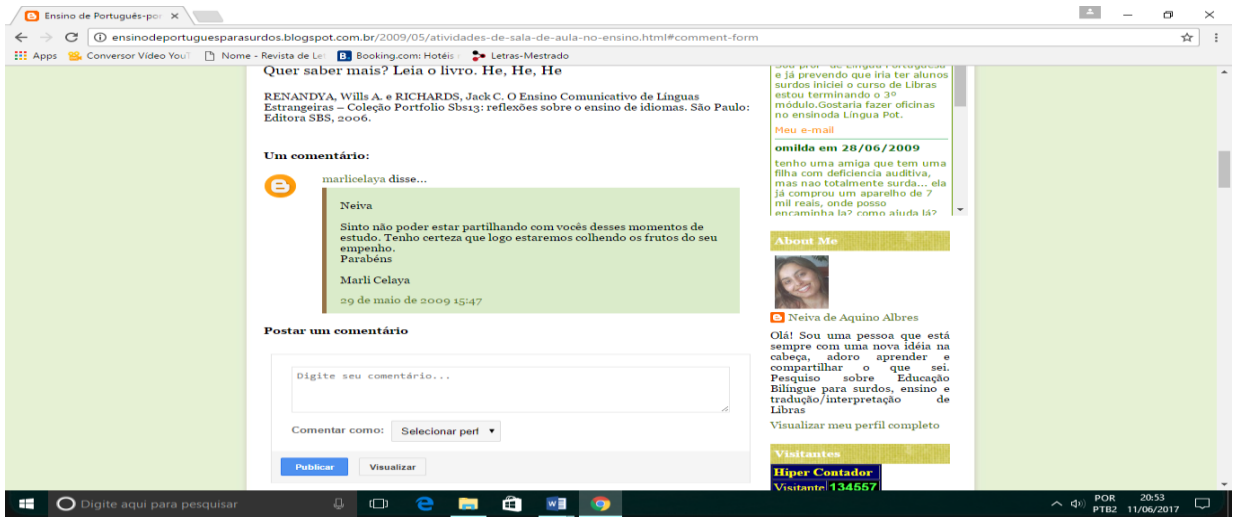 Ensino de Português-por
ensinodeportuguesparasurdos.blogspot.com.br/2009/05/atividades-de-sala-de-aula-no-ensino.html#comment-form
Apps Conversor Vídeo YouT Nome - Revista de Le B Booking.com: Hotéis Letras-Mestrado
Quer saber mais? Leia o livro. He, He, He
RENANDYA, Wills A. e RICHARDS, Jack C. O Ensino Comunicativo de Línguas
Estrangeiras – Coleção Portfolio Sbs13: reflexões sobre o ensino de idiomas. São Paulo:
Editora SBS, 2006.
Um comentário:
marlicelaya disse...
Neiva
Sinto não poder estar partilhando com vocês desses momentos de
estudo. Tenho certeza que logo estaremos colhendo os frutos do seu
empenho.
Parabéns
Marli Celaya
29 de maio de 2009 15:47
Postar um comentário
Digite seu comentário...
Comentar como: Selecionar perf
Publicar Visualizar
Sou prof de Língua Portuguesa
e já prevendo que iria ter alunos
surdos iniciei o curso de Libras
estou terminando o 3º
módulo.Gostaria fazer oficinas
no ensinoda Língua Pot.
Meu e-mail
omilda em 28/06/2009
tenho uma amiga que tem uma
filha com deficiencia auditiva,
mas nao totalmente surda... ela
já comprou um aparelho de 7
mil reais, onde posso
encaminha la? como ajuda lá?
About Me
Neiva de Aquino Albres
Olá! Sou uma pessoa que está
sempre com uma nova idéia na
cabeça, adoro aprender e
compartilhar o que sei.
Pesquiso sobre Educação
Bilíngue para surdos, ensino e
tradução/interpretação de
Libras
Visualizar meu perfil completo
Visitantes
Hiper Contador
Visitante 134557
Digite aqui para pesquisar
POR
PTB2
20:53
11/06/2017